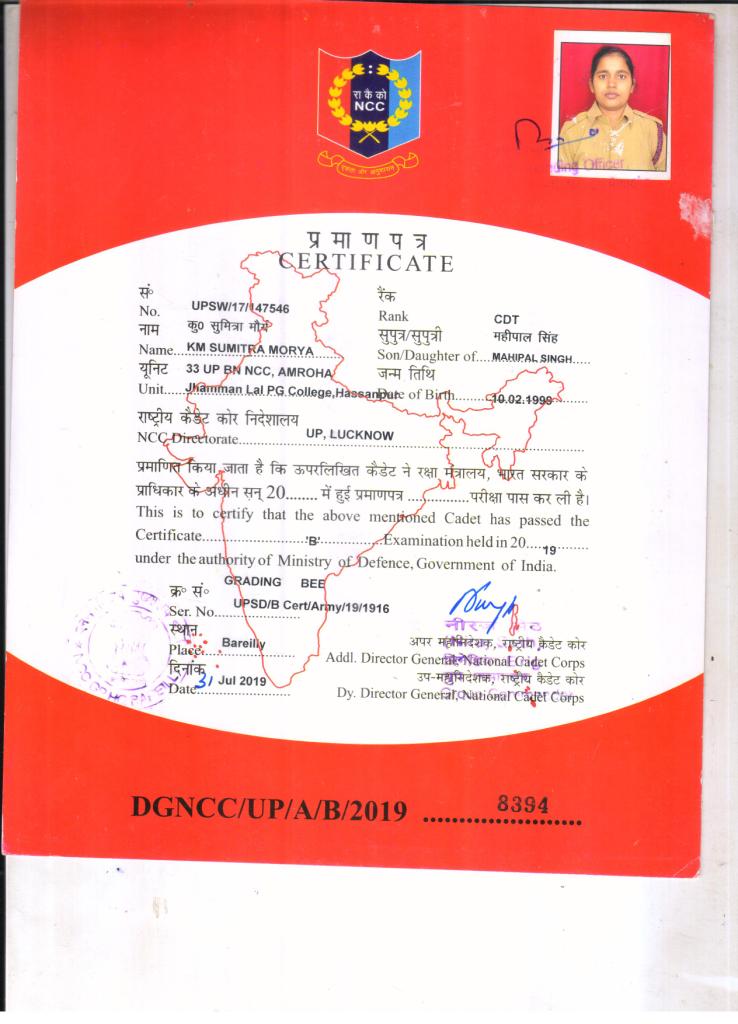 रा कै को
NCC
एकता और अनुशासन
प्र मा ण प त्र
CERTIFICATE
सं॰
No. UPSW/17/147546
रैंक
Rank CDT
नाम कु0 सुमित्रा मौर्य
Name... KM SUMITRA MORYA
सुपुत्र/सुपुत्री महीपाल सिंह
Son/Daughter of.... MAHIPAL SINGH.....
यूनिट 33 UP BN NCC, AMROHA
Unit.... Jhamman Lal PG College,Hassanpur
जन्म तिथि
Date of Birth......... 10.02.1998
राष्ट्रीय कैडेट कोर निदेशालय
NCC Directorate.......... UP, LUCKNOW
प्रमाणित किया जाता है कि ऊपरलिखित कैडेट ने रक्षा मंत्रालय, भारत सरकार के
प्राधिकार के अधीन सन् 20........ में हुई प्रमाणपत्र ...............परीक्षा पास कर ली है।
This is to certify that the above mentioned Cadet has passed the
Certificate.................'B'.................Examination held in 20...19......
under the authority of Ministry of Defence, Government of India.
GRADING BEE
क्र॰ सं॰
Ser. No.... UPSD/B Cert/Army/19/1916
स्थान
Place.... Bareilly
दिनांक
Date 31 Jul 2019
अपर महानिदेशक, राष्ट्रीय कैडेट कोर
Addl. Director General, National Cadet Corps
उप-महानिदेशक, राष्ट्रीय कैडेट कोर
Dy. Director General, National Cadet Corps
DGNCC/UP/A/B/2019 .................... 8394